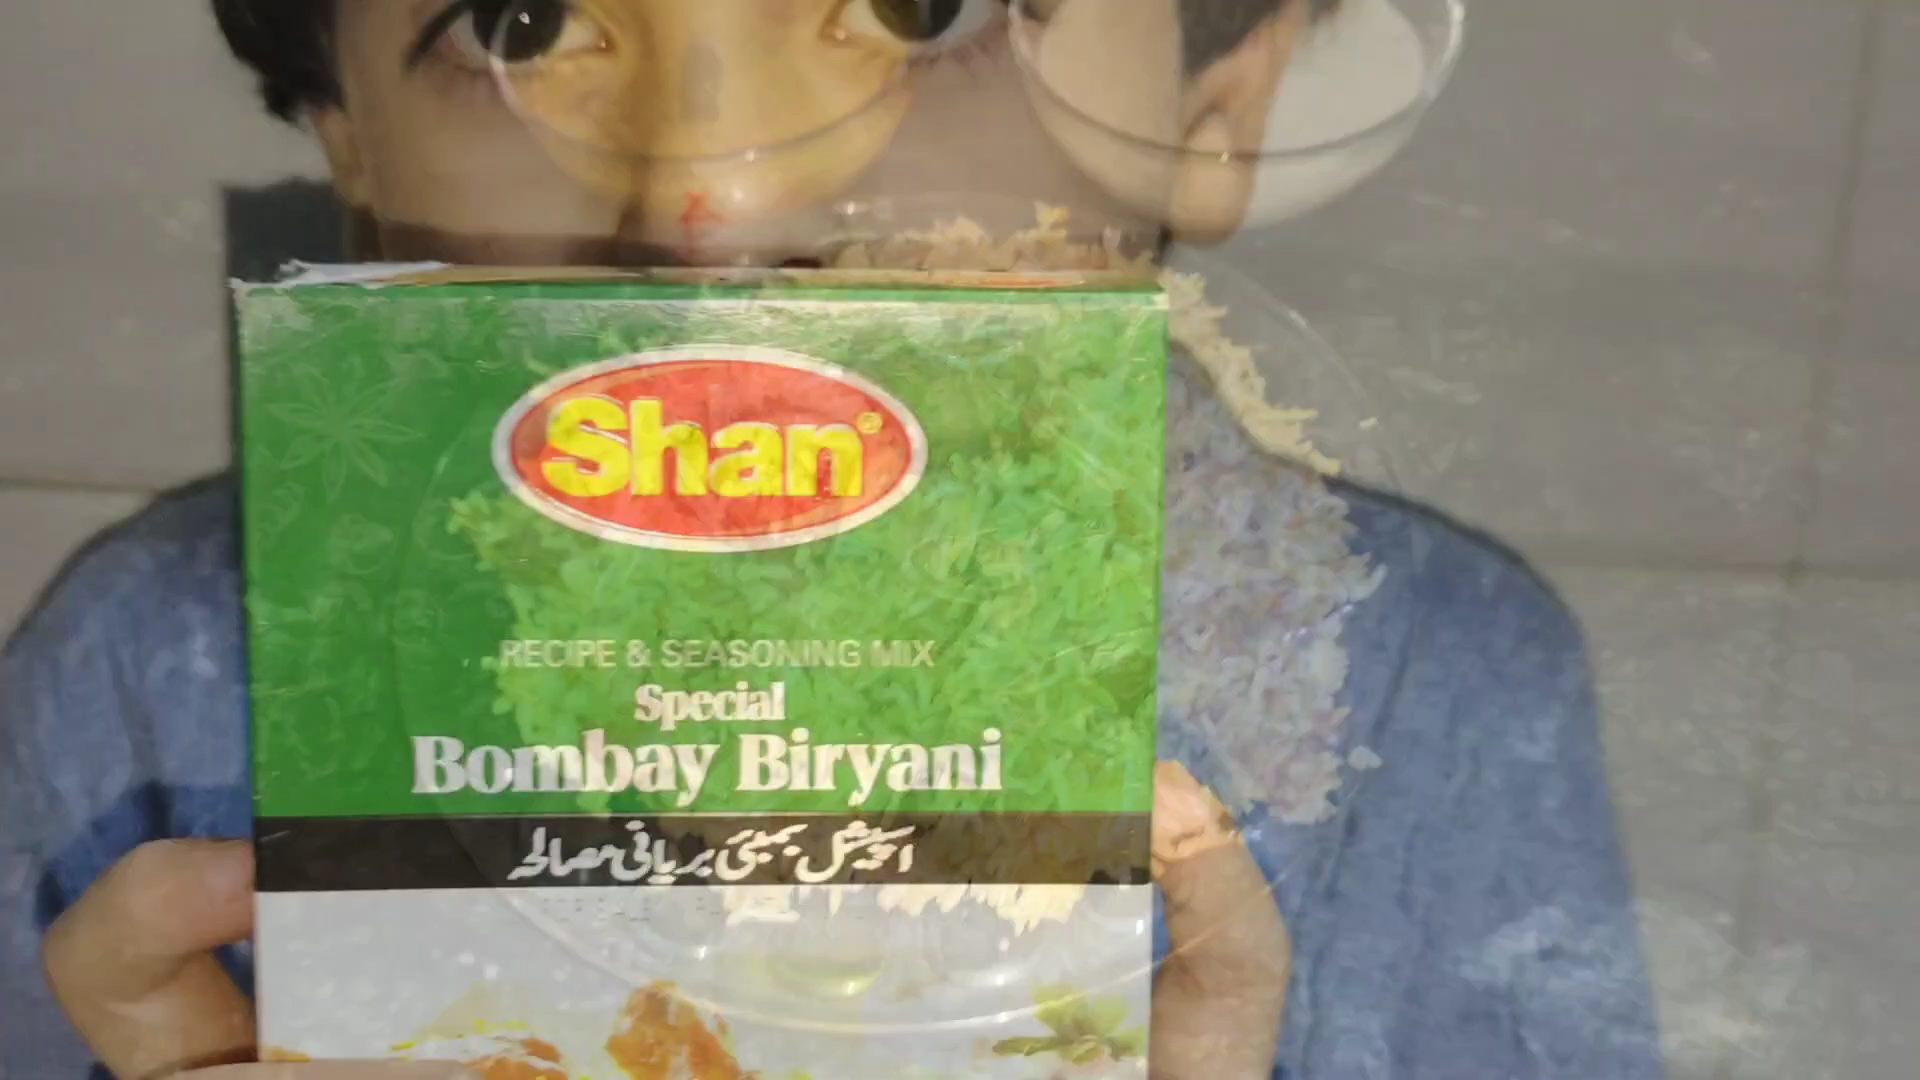 Shan®
RECIPE & SEASONING MIX
Special
Bombay Biryani
اسپیشل بمبئی بریانی مصالحہ